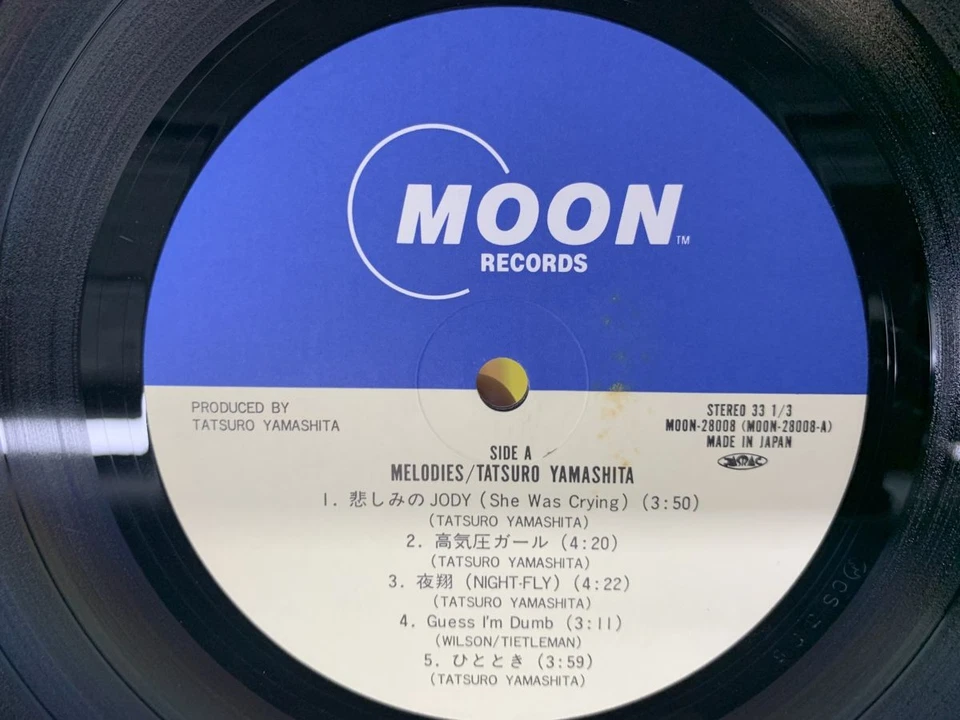 MOON™
RECORDS
PRODUCED BY
TATSURO YAMASHITA
STEREO 33 1/3
MOON-28008 (MOON-28008-A)
MADE IN JAPAN
JASRAC
SIDE A
MELODIES/TATSURO YAMASHITA
1. 悲しみのJODY (She Was Crying) (3:50)
(TATSURO YAMASHITA)
2. 高気圧ガール (4:20)
(TATSURO YAMASHITA)
3. 夜翔 (NIGHT-FLY) (4:22)
(TATSURO YAMASHITA)
4. Guess I'm Dumb (3:11)
(WILSON/TIETLEMAN)
5. ひととき (3:59)
(TATSURO YAMASHITA)